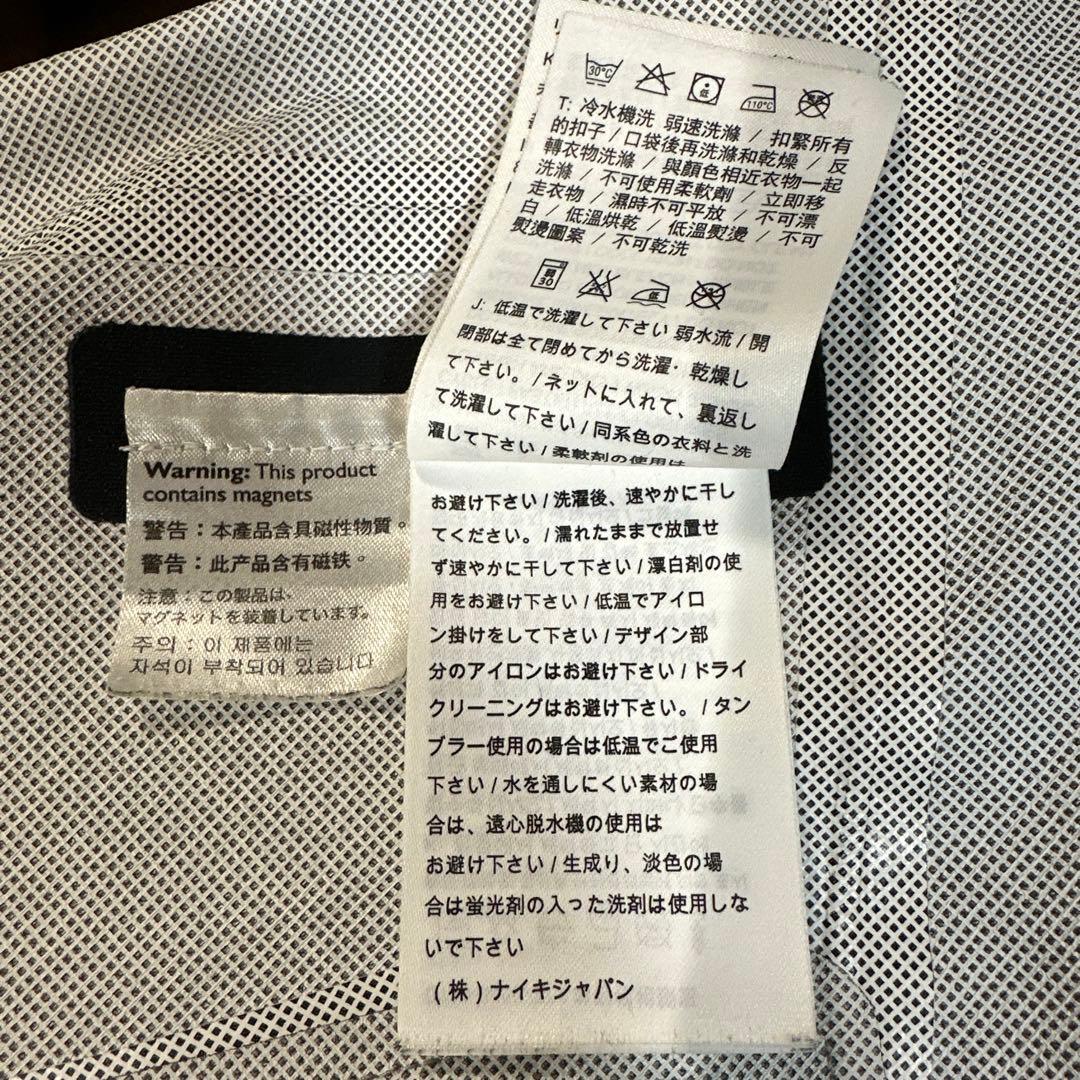 30°C
低
110°C
T: 冷水機洗 弱速洗滌 / 扣緊所有
的扣子 / 口袋後再洗滌和乾燥 / 反
轉衣物洗滌 / 與顏色相近衣物一起
洗滌 / 不可使用柔軟劑 / 立即移
走衣物 / 濕時不可平放 / 不可漂
白 / 低溫烘乾 / 低溫熨燙 / 不可
熨燙圖案 / 不可乾洗
弱
30
低
J: 低温で洗濯して下さい 弱水流 / 開
閉部は全て閉めてから洗濯・乾燥し
て下さい。/ ネットに入れて、裏返し
て洗濯して下さい / 同系色の衣料と洗
濯して下さい / 柔軟剤の使用は
お避け下さい / 洗濯後、速やかに干し
てください。/ 濡れたままで放置せ
ず速やかに干して下さい / 漂白剤の使
用をお避け下さい / 低温でアイロ
ン掛けをして下さい / デザイン部
分のアイロンはお避け下さい / ドライ
クリーニングはお避け下さい。/ タン
ブラー使用の場合は低温でご使用
下さい / 水を通しにくい素材の場
合は、遠心脱水機の使用は
お避け下さい / 生成り、淡色の場
合は蛍光剤の入った洗剤は使用しな
いで下さい
(株) ナイキジャパン
Warning: This product
contains magnets
警告：本產品含具磁性物質。
警告：此产品含有磁铁。
注意：この製品は、
マグネットを装着しています。
주의 : 이 제품에는
자석이 부착되어 있습니다